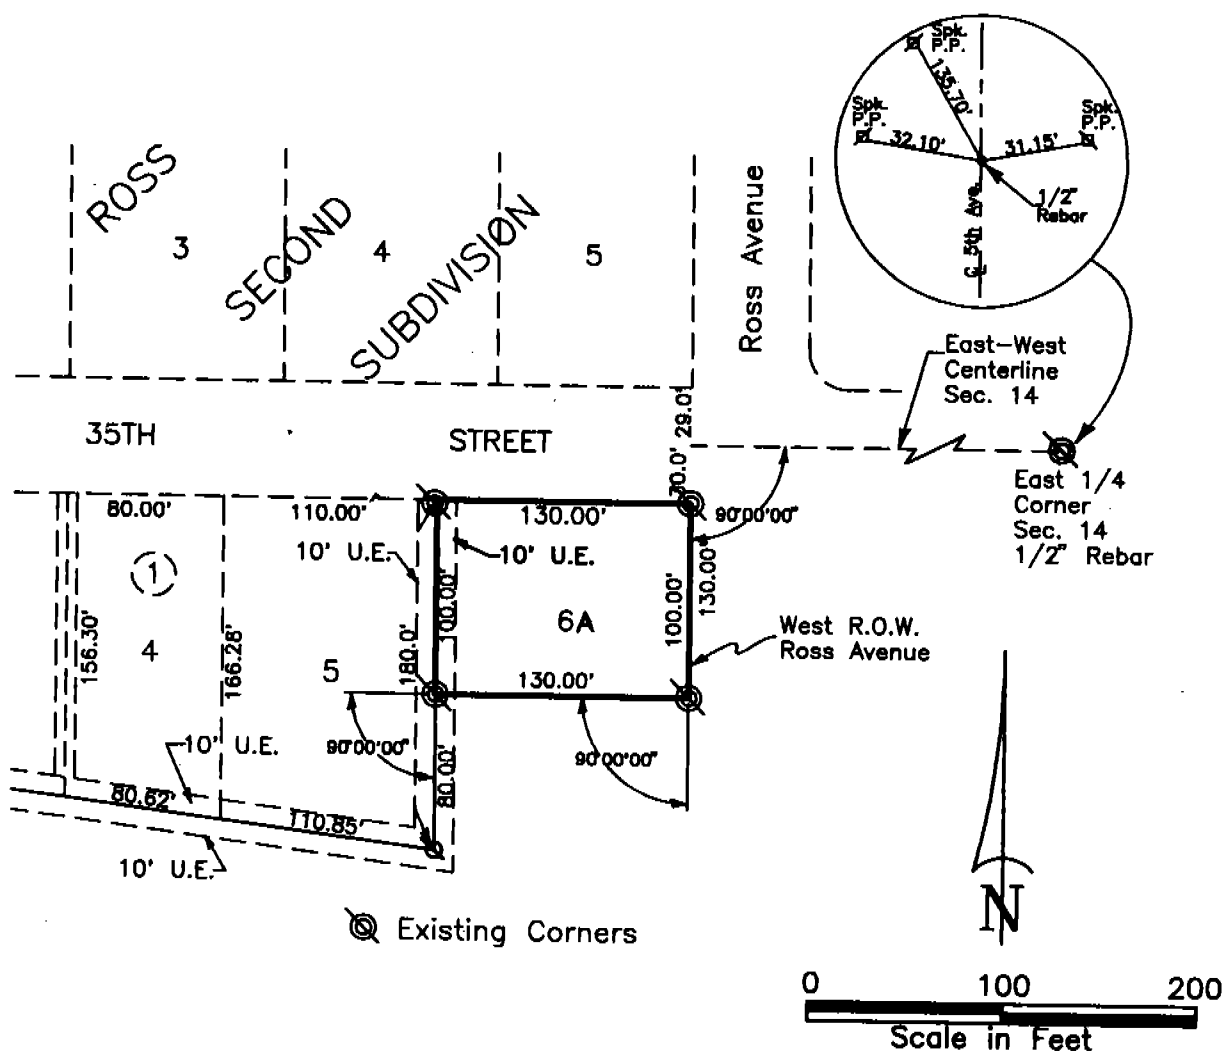 Spk.
P.P.
135.70'
Spk.
P.P.
32.10'
Spk.
P.P.
31.15'
1/2"
Rebar
℄ 5th Ave.
ROSS
SECOND
SUBDIVISION
3
4
5
Ross Avenue
East-West
Centerline
Sec. 14
29.0'
35TH
STREET
East 1/4
Corner
Sec. 14
1/2" Rebar
80.00'
110.00'
130.00'
90°00'00"
10' U.E.
10' U.E.
1
156.30'
4
166.28'
5
180.0'
100.00'
6A
100.00'
130.00'
West R.O.W.
Ross Avenue
130.00'
90°00'00"
90°00'00"
10' U.E.
80.00'
80.62'
110.85'
10' U.E.
Existing Corners
N
0 100 200
Scale in Feet